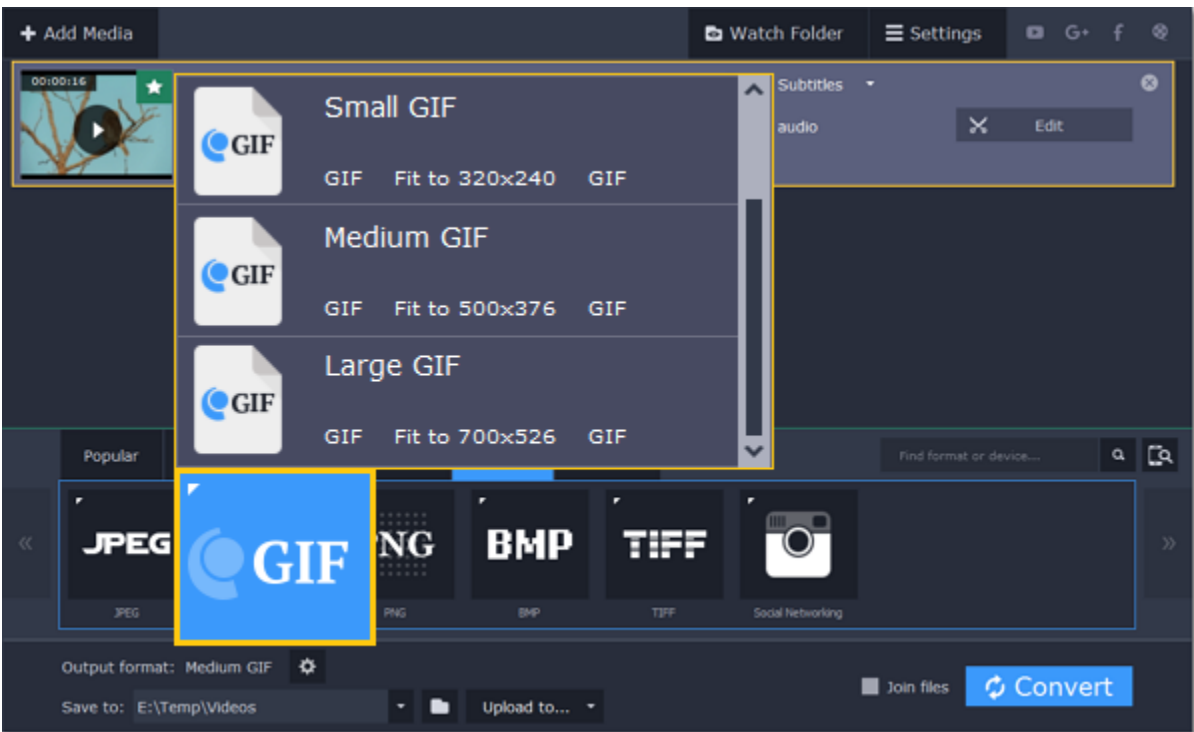 Add Media
Watch Folder
Settings
G+
f
00:00:16
Small GIF
GIF
GIF Fit to 320x240 GIF
Medium GIF
GIF
GIF Fit to 500x376 GIF
Large GIF
GIF
GIF Fit to 700x526 GIF
Subtitles
audio
Edit
Popular
Find format or device...
JPEG
GIF
PNG
BMP
TIFF
JPEG
PNG
BMP
TIFF
Social Networking
Output format: Medium GIF
Save to: E:\Temp\Videos
Upload to...
Join files
Convert